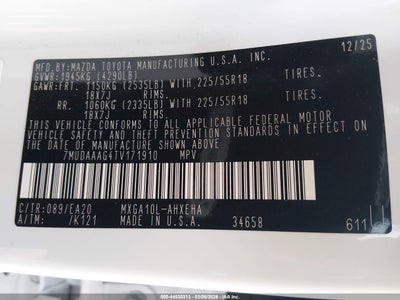 MFD.BY:MAZDA TOYOTA MANUFACTURING U.S.A. INC. 12/25
GVWR:1945KG (4290LB)
GAWR:FRT. 1150KG (2535LB) WITH 225/55R18 TIRES.
18X7J RIMS.
RR. 1060KG (2335LB) WITH 225/55R18 TIRES.
18X7J RIMS.
THIS VEHICLE CONFORMS TO ALL APPLICABLE FEDERAL MOTOR
VEHICLE SAFETY AND THEFT PREVENTION STANDARDS IN EFFECT
ON THE DATE OF MANUFACTURE SHOWN ABOVE.
7MUDAAAG4TV171910 MPV
C/TR:089/EA20 MXGA10L-AHXEHA
A/TM: /K121 MADE IN U.S.A. 34658 611